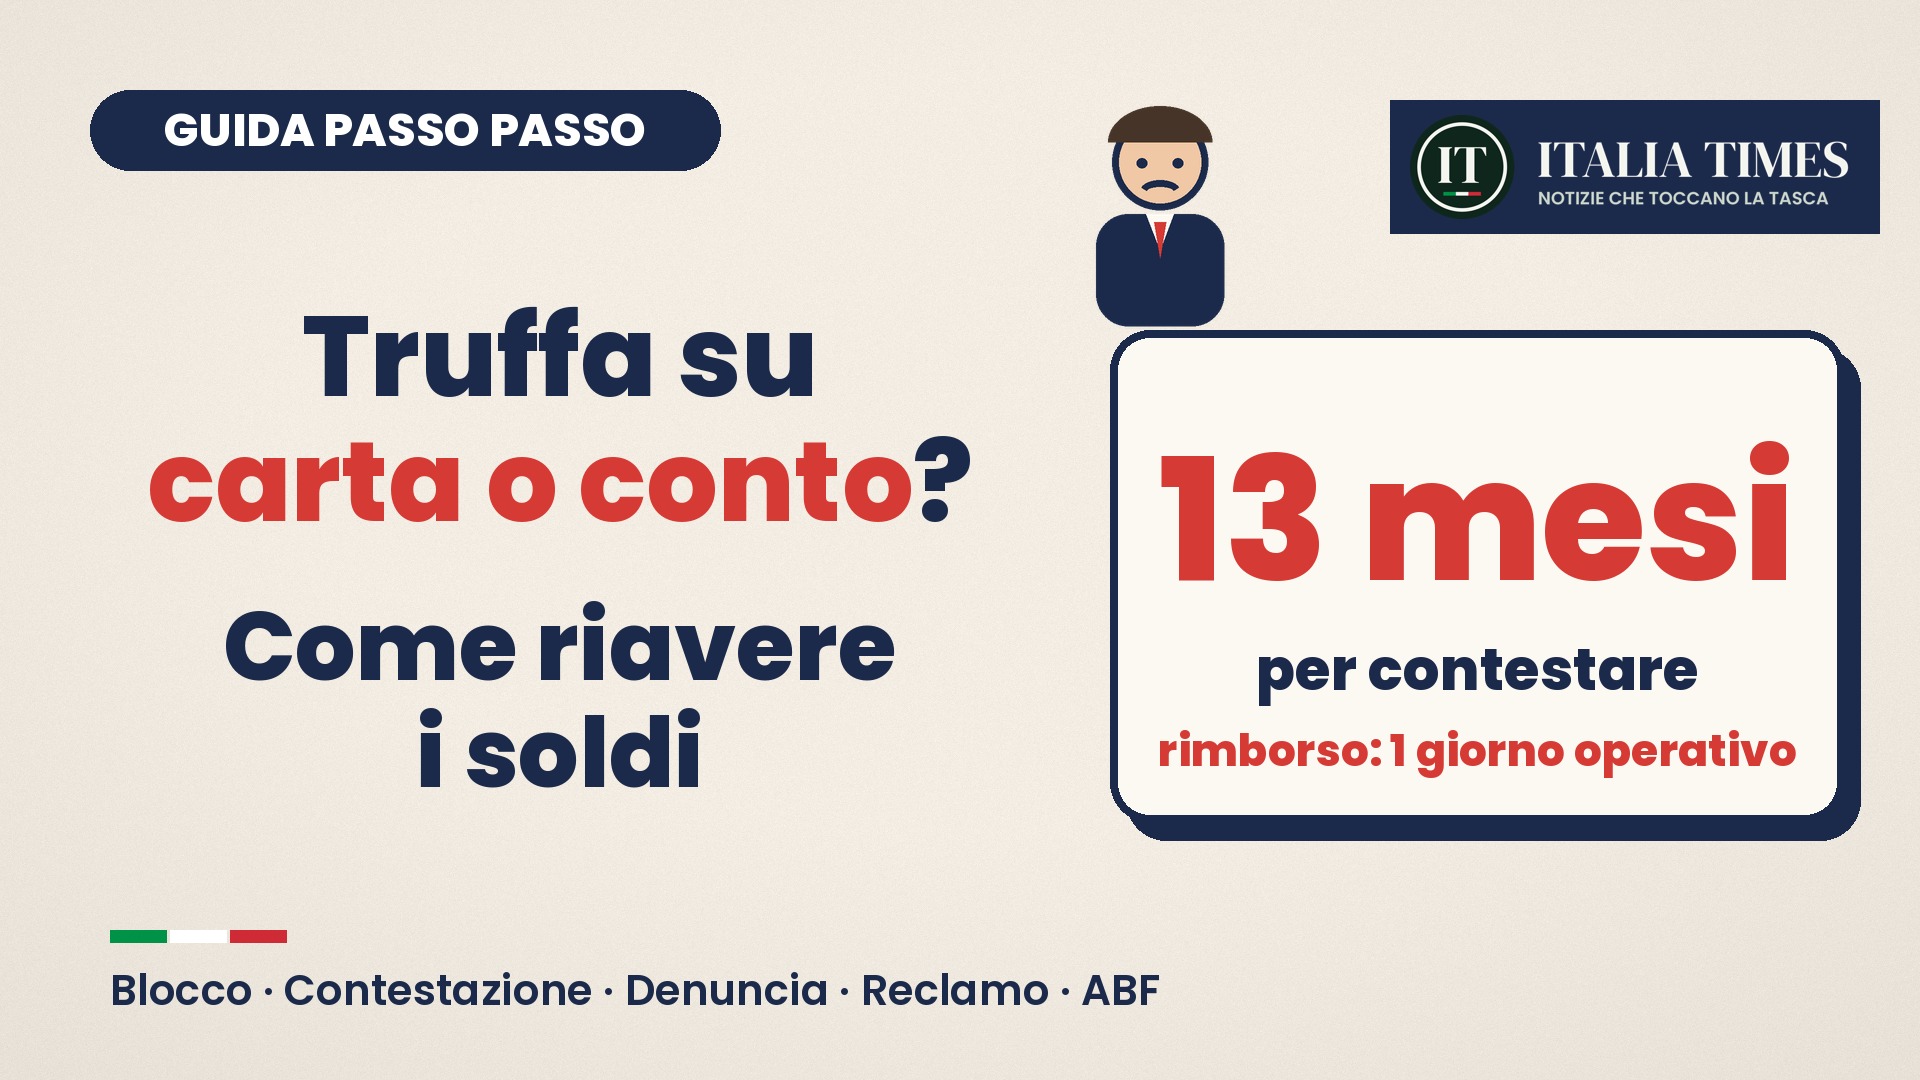 GUIDA PASSO PASSO
IT
ITALIA TIMES
NOTIZIE CHE TOCCANO LA TASCA
Truffa su
carta o conto?
Come riavere
i soldi
13 mesi
per contestare
rimborso: 1 giorno operativo
Blocco · Contestazione · Denuncia · Reclamo · ABF